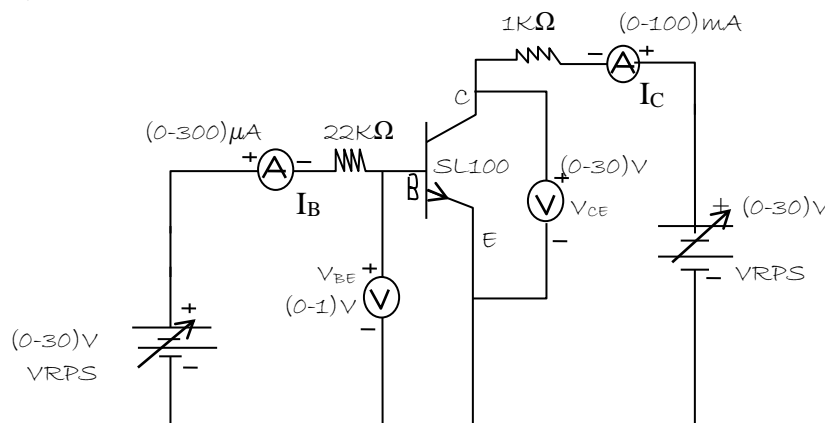 1KΩ
(0-100)mA
− +
A
I_C
C
(0-300)μA
22KΩ
+ −
A
I_B
B
SL100
(0-30)V
+
V
V_CE
−
E
+
(0-30)V
−
VRPS
V_BE
+
(0-1)V
V
−
+
(0-30)V
−
VRPS